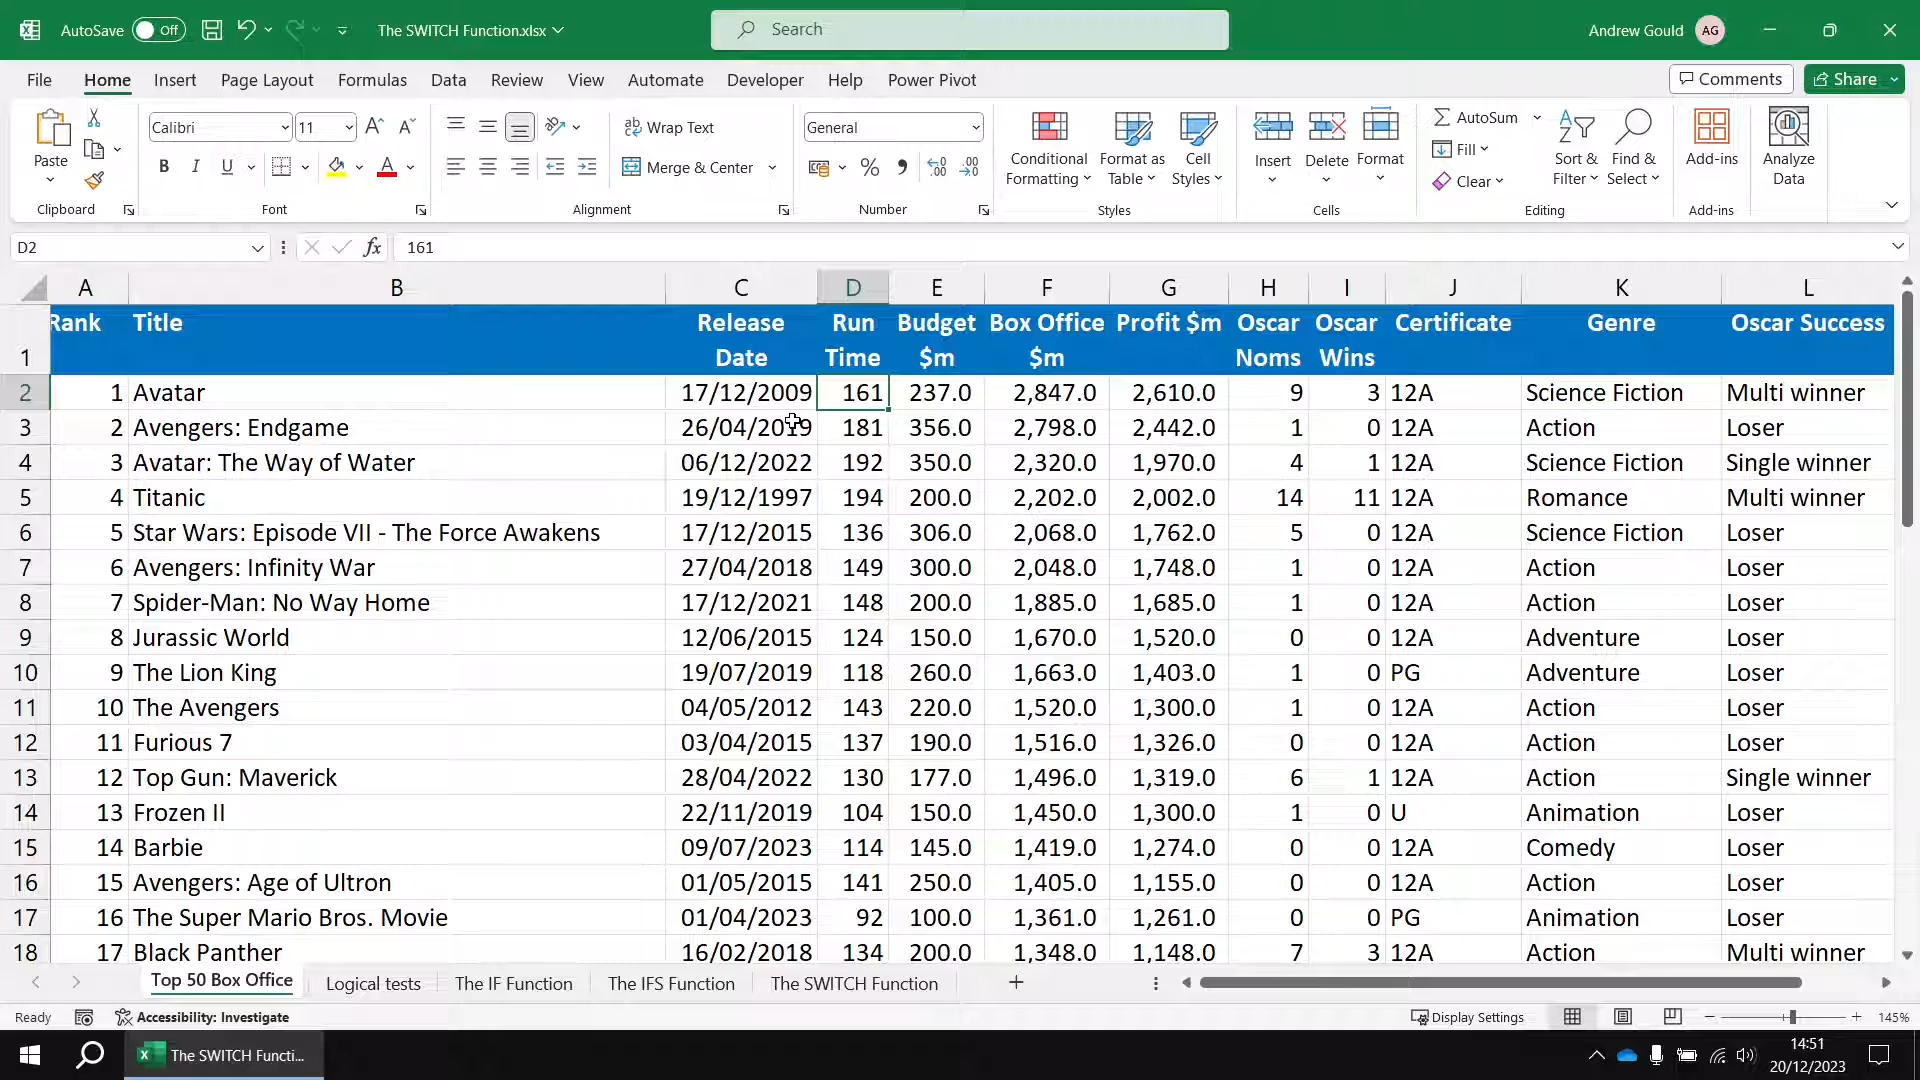 AutoSave Off The SWITCH Function.xlsx Search Andrew Gould AG
File Home Insert Page Layout Formulas Data Review View Automate Developer Help Power Pivot Comments Share
Paste Calibri 11 Wrap Text General Conditional Formatting Format as Table Cell Styles Insert Delete Format AutoSum Sort & Filter Find & Select Add-ins Analyze Data
B I U Merge & Center % Fill Clear
Clipboard Font Alignment Number Styles Cells Editing Add-ins
D2 fx 161
A B C D E F G H I J K L
1 Rank Title Release Date Run Time Budget $m Box Office $m Profit $m Oscar Noms Oscar Wins Certificate Genre Oscar Success
2 1 Avatar 17/12/2009 161 237.0 2,847.0 2,610.0 9 3 12A Science Fiction Multi winner
3 2 Avengers: Endgame 26/04/2019 181 356.0 2,798.0 2,442.0 1 0 12A Action Loser
4 3 Avatar: The Way of Water 06/12/2022 192 350.0 2,320.0 1,970.0 4 1 12A Science Fiction Single winner
5 4 Titanic 19/12/1997 194 200.0 2,202.0 2,002.0 14 11 12A Romance Multi winner
6 5 Star Wars: Episode VII - The Force Awakens 17/12/2015 136 306.0 2,068.0 1,762.0 5 0 12A Science Fiction Loser
7 6 Avengers: Infinity War 27/04/2018 149 300.0 2,048.0 1,748.0 1 0 12A Action Loser
8 7 Spider-Man: No Way Home 17/12/2021 148 200.0 1,885.0 1,685.0 1 0 12A Action Loser
9 8 Jurassic World 12/06/2015 124 150.0 1,670.0 1,520.0 0 0 12A Adventure Loser
10 9 The Lion King 19/07/2019 118 260.0 1,663.0 1,403.0 1 0 PG Adventure Loser
11 10 The Avengers 04/05/2012 143 220.0 1,520.0 1,300.0 1 0 12A Action Loser
12 11 Furious 7 03/04/2015 137 190.0 1,516.0 1,326.0 0 0 12A Action Loser
13 12 Top Gun: Maverick 28/04/2022 130 177.0 1,496.0 1,319.0 6 1 12A Action Single winner
14 13 Frozen II 22/11/2019 104 150.0 1,450.0 1,300.0 1 0 U Animation Loser
15 14 Barbie 09/07/2023 114 145.0 1,419.0 1,274.0 0 0 12A Comedy Loser
16 15 Avengers: Age of Ultron 01/05/2015 141 250.0 1,405.0 1,155.0 0 0 12A Action Loser
17 16 The Super Mario Bros. Movie 01/04/2023 92 100.0 1,361.0 1,261.0 0 0 PG Animation Loser
18 17 Black Panther 16/02/2018 134 200.0 1,348.0 1,148.0 7 3 12A Action Multi winner
Top 50 Box Office Logical tests The IF Function The IFS Function The SWITCH Function
Ready Accessibility: Investigate Display Settings 145%
The SWITCH Functi... 14:51
20/12/2023